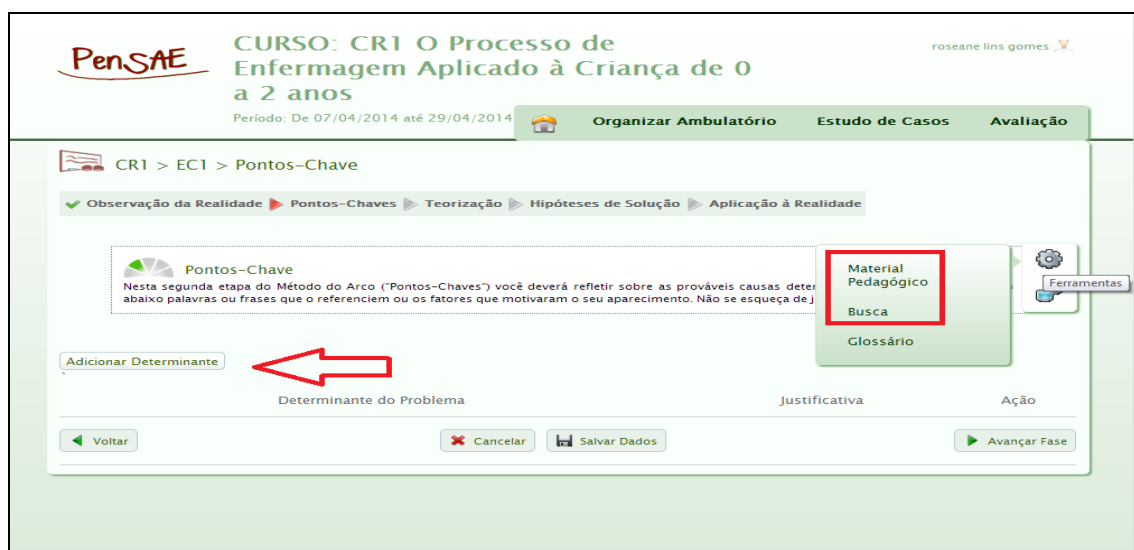 PenSAE
CURSO: CR1 O Processo de
Enfermagem Aplicado à Criança de 0
a 2 anos
roseane lins gomes
Período: De 07/04/2014 até 29/04/2014
Organizar Ambulatório
Estudo de Casos
Avaliação
CR1 > EC1 > Pontos-Chave
Observação da Realidade Pontos-Chaves Teorização Hipóteses de Solução Aplicação à Realidade
Pontos-Chave
Nesta segunda etapa do Método do Arco ("Pontos-Chaves") você deverá refletir sobre as prováveis causas deter
abaixo palavras ou frases que o referenciem ou os fatores que motivaram o seu aparecimento. Não se esqueça de j
Material
Pedagógico
Busca
Glossário
Ferramentas
Adicionar Determinante
Determinante do Problema
Justificativa
Ação
Voltar
Cancelar
Salvar Dados
Avançar Fase